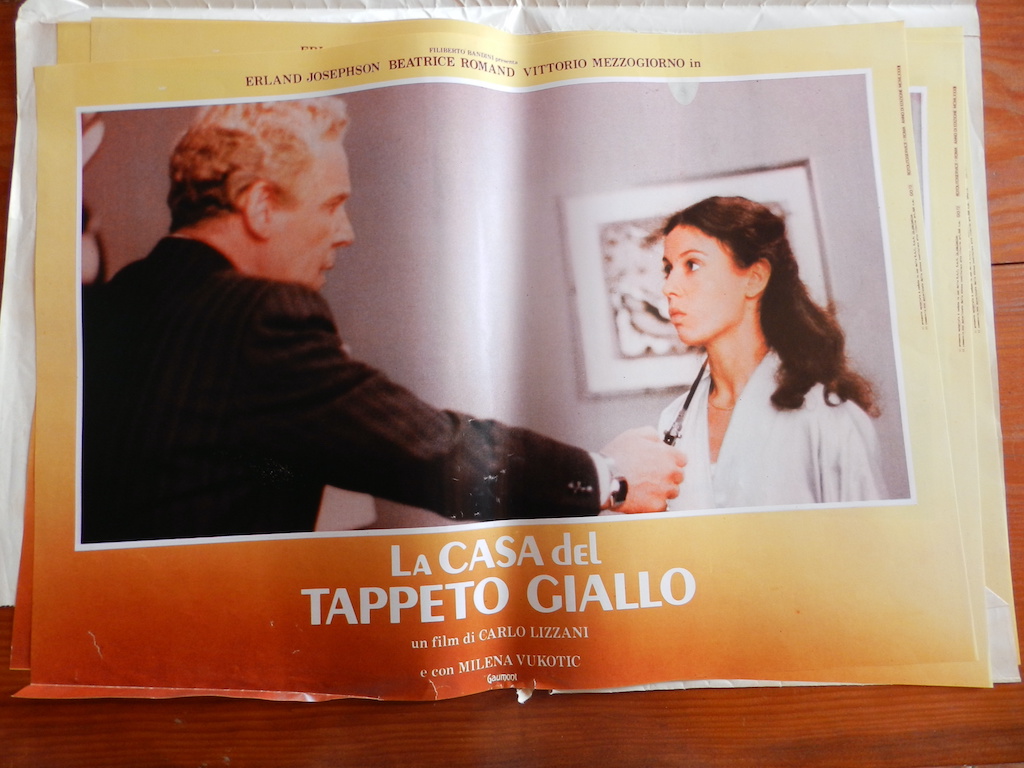 FILIBERTO BANDINI presenta
ERLAND JOSEPHSON BEATRICE ROMAND VITTORIO MEZZOGIORNO in
LA CASA del
TAPPETO GIALLO
un film di CARLO LIZZANI
e con MILENA VUKOTIC
Gaumont